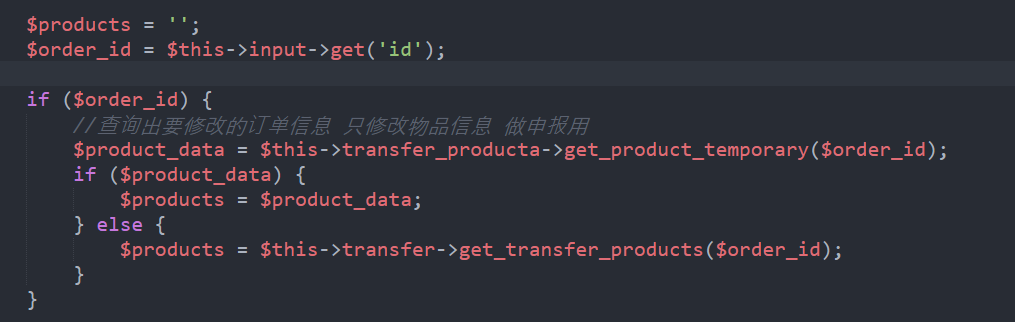 $products = '';
$order_id = $this->input->get('id');
if ($order_id) {
//查询出要修改的订单信息 只修改物品信息 做申报用
$product_data = $this->transfer_producta->get_product_temporary($order_id);
if ($product_data) {
$products = $product_data;
} else {
$products = $this->transfer->get_transfer_products($order_id);
}
}